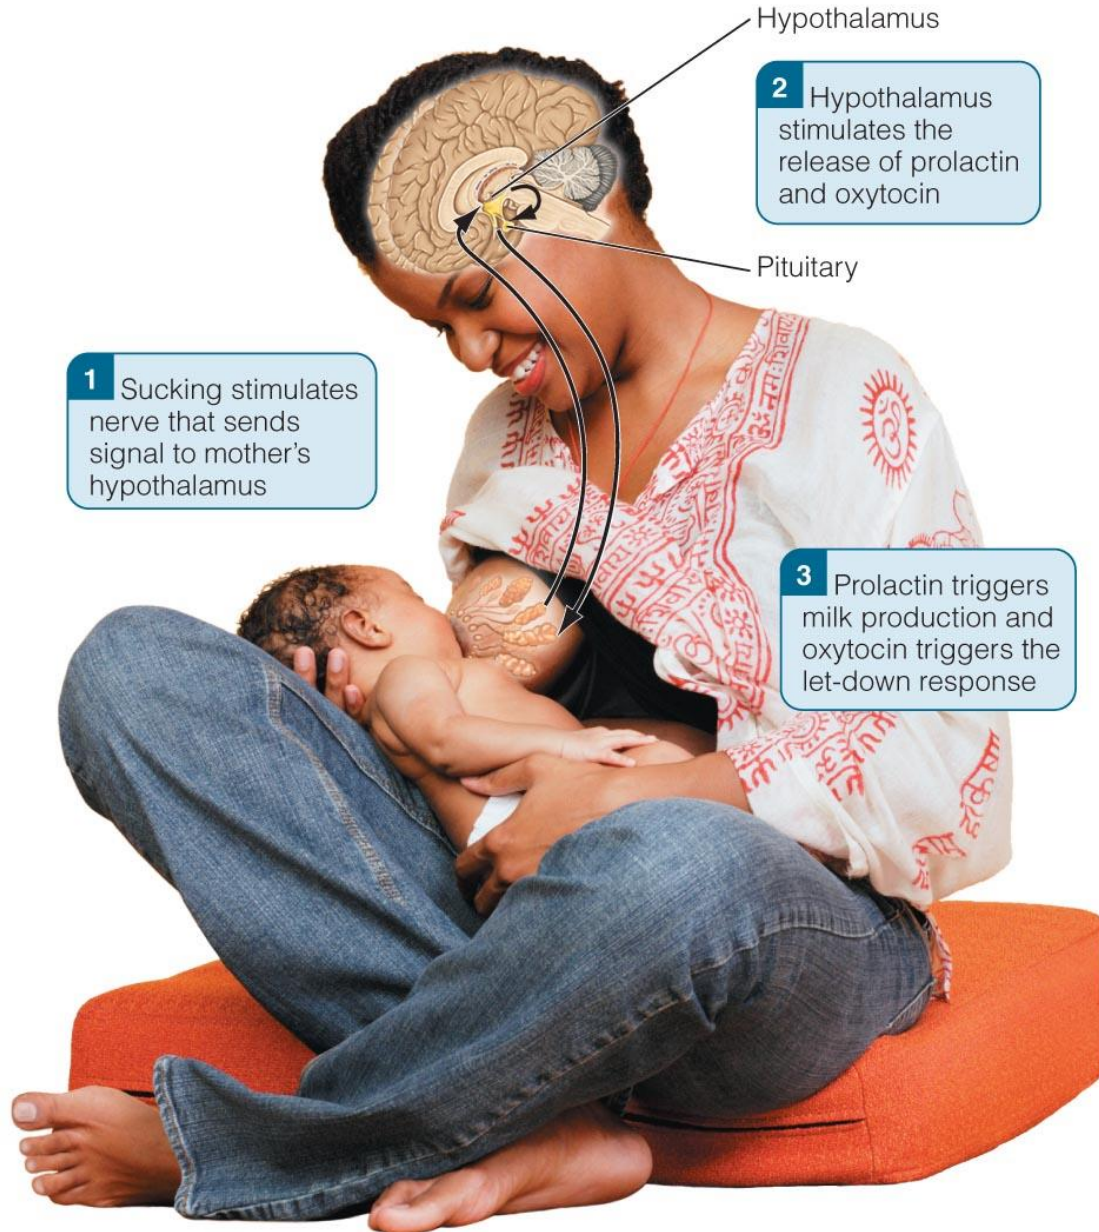 Hypothalamus
2 Hypothalamus
stimulates the
release of prolactin
and oxytocin
Pituitary
1 Sucking stimulates
nerve that sends
signal to mother’s
hypothalamus
3 Prolactin triggers
milk production and
oxytocin triggers the
let-down response